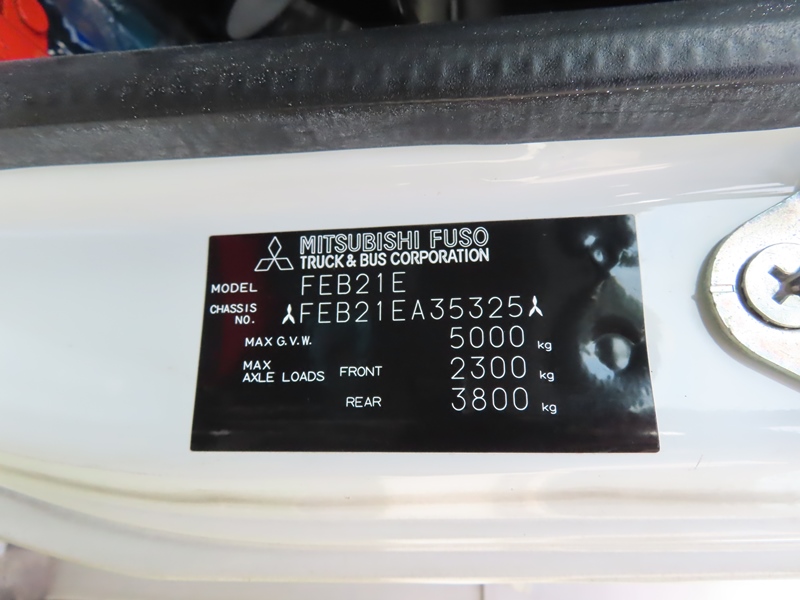 MITSUBISHI FUSO
TRUCK & BUS CORPORATION
MODEL FEB21E
CHASSIS NO. FEB21EA35325
MAX G.V.W. 5000 kg
MAX AXLE LOADS FRONT 2300 kg
REAR 3800 kg